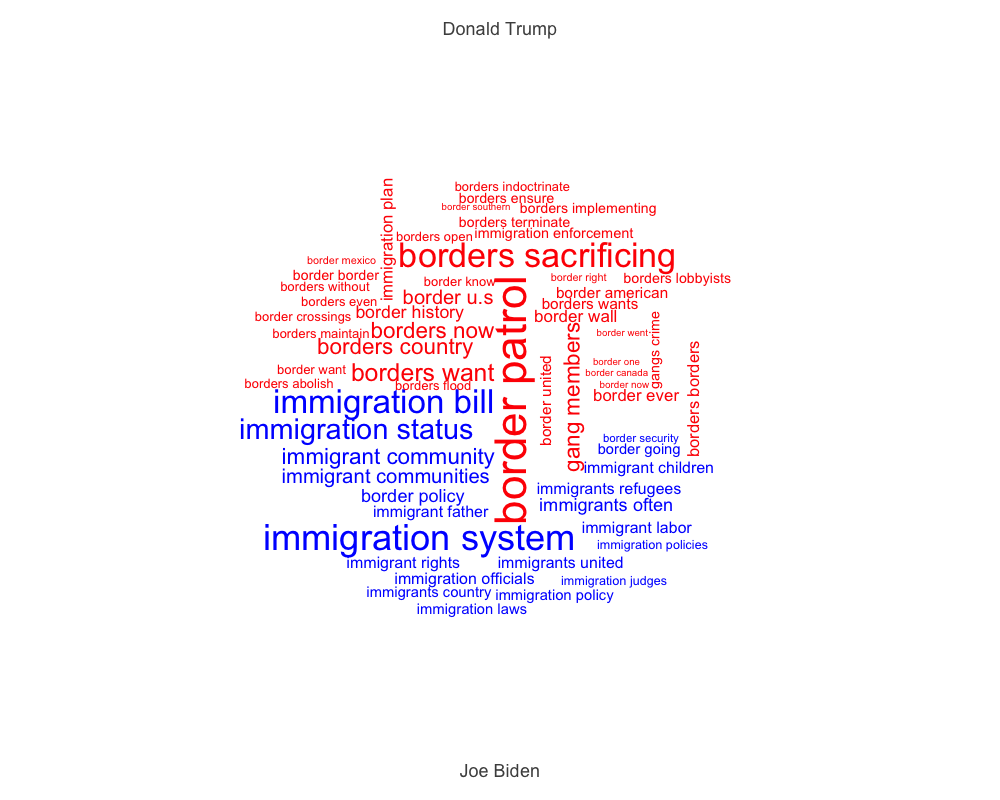 Donald Trump
borders indoctrinate
borders ensure
border southern
borders implementing
immigration plan
borders terminate
borders open
immigration enforcement
borders sacrificing
border mexico
border border
border know
border right
borders lobbyists
borders without
border u.s
border american
borders even
borders wants
border history
border crossings
border wall
borders now
borders maintain
border went
gangs crime
borders country
border patrol
border one
border want
borders want
border canada
borders abolish
borders flood
border now
border united
gang members
border ever
borders borders
immigration bill
immigration status
border security
border going
immigrant community
immigrant children
immigrant communities
immigrants refugees
border policy
immigrants often
immigrant father
immigrant labor
immigration system
immigration policies
immigrant rights
immigrants united
immigration officials
immigration judges
immigrants country
immigration policy
immigration laws
Joe Biden